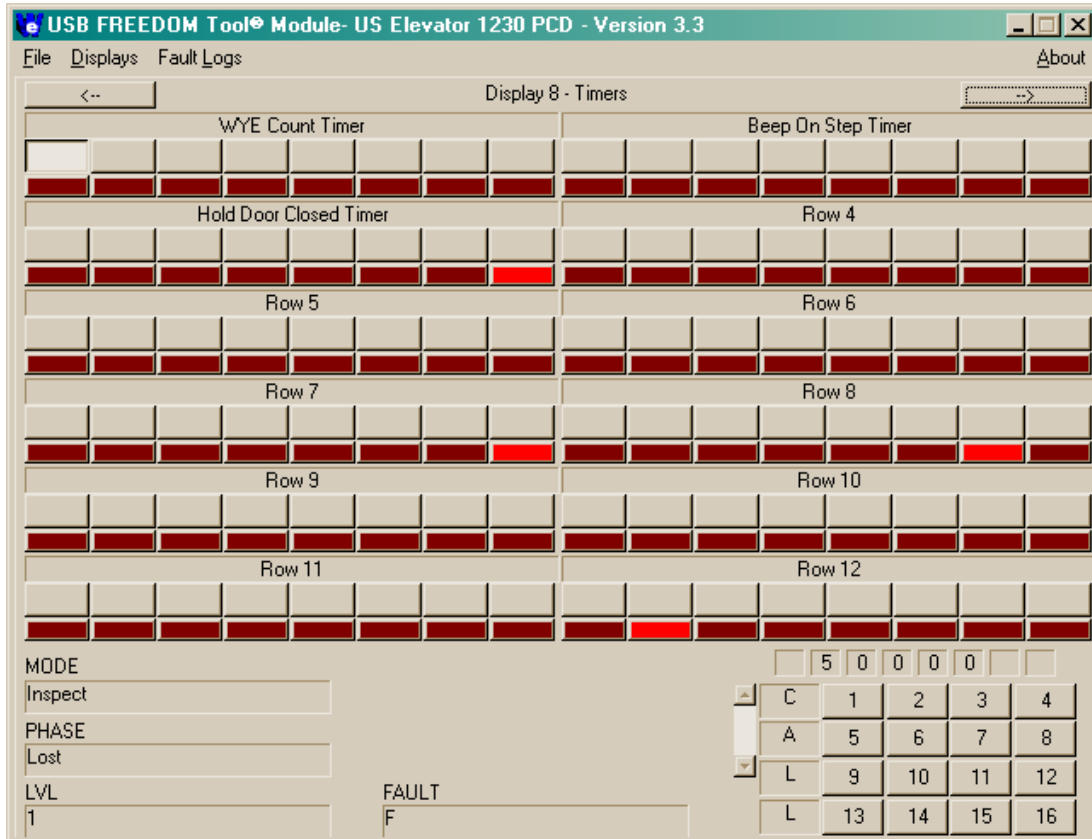 USB FREEDOM Tool® Module- US Elevator 1230 PCD - Version 3.3
File Displays Fault Logs About
<-- Display 8 - Timers -->
WYE Count Timer Beep On Step Timer
Hold Door Closed Timer Row 4
Row 5 Row 6
Row 7 Row 8
Row 9 Row 10
Row 11 Row 12
MODE 5 0 0 0 0
Inspect C 1 2 3 4
PHASE A 5 6 7 8
Lost L 9 10 11 12
LVL FAULT
1 F L 13 14 15 16